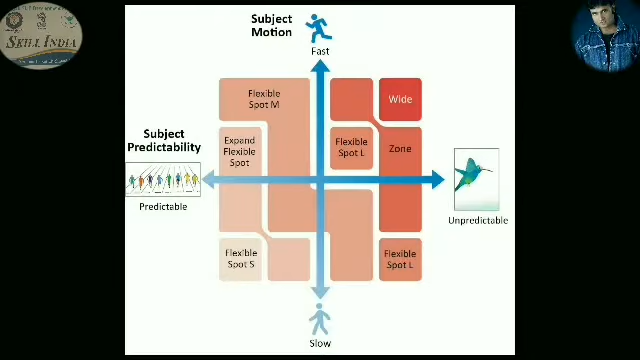 SKILL INDIA
Subject
Motion
Fast
Flexible
Spot M
Wide
Subject
Predictability
Expand
Flexible
Spot
Flexible
Spot L
Zone
Predictable
Unpredictable
Flexible
Spot S
Flexible
Spot L
Slow